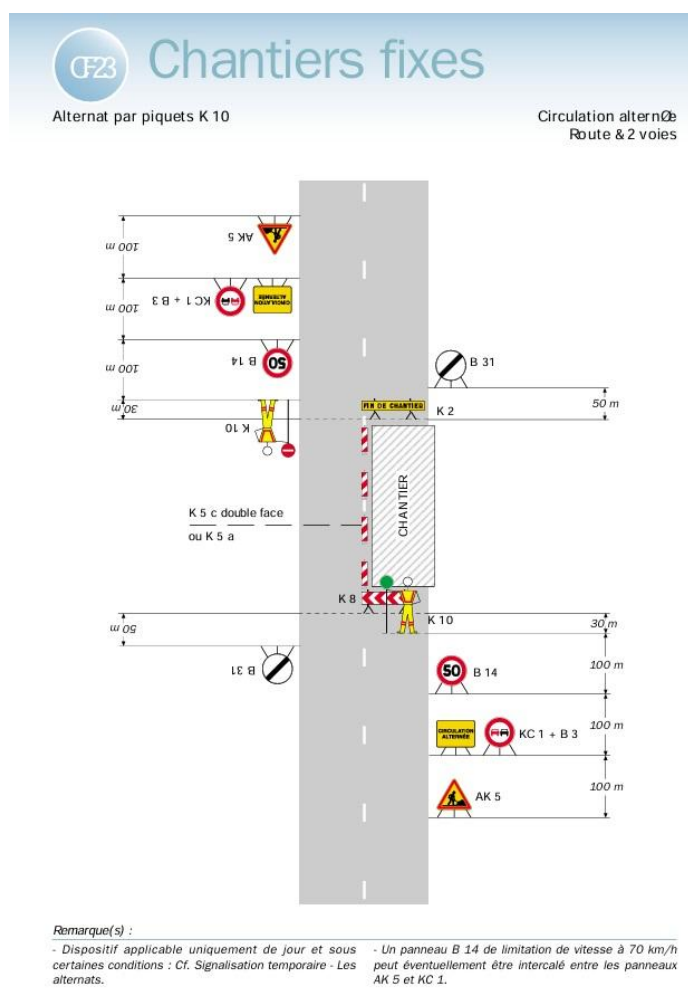 CF23
Chantiers fixes
Alternat par piquets K 10
Circulation alternØe
Route & 2 voies
AK 5
100 m
KC 1 + B 3
CIRCULATION
ALTERNÉE
100 m
B 14
50
100 m
B 31
FIN DE CHANTIER
K 2
50 m
30 m
K 10
CHANTIER
K 5 c double face
ou K 5 a
K 8
K 10
50 m
30 m
B 31
50
B 14
100 m
CIRCULATION
ALTERNÉE
KC 1 + B 3
100 m
AK 5
100 m
Remarque(s) :
- Dispositif applicable uniquement de jour et sous
certaines conditions : Cf. Signalisation temporaire - Les
alternats.
- Un panneau B 14 de limitation de vitesse à 70 km/h
peut éventuellement être intercalé entre les panneaux
AK 5 et KC 1.